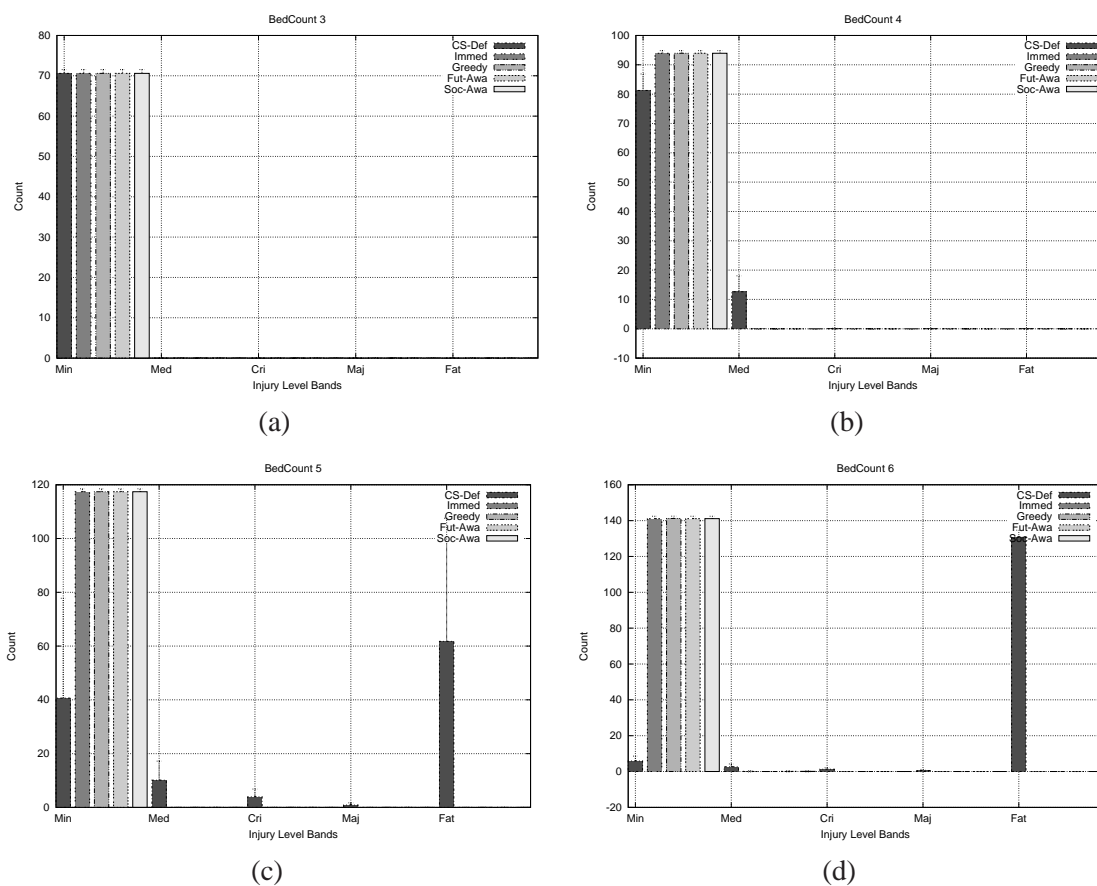 BedCount 3
80
70
60
50
40
30
20
10
0
Count
CS-Def
Immed
Greedy
Fut-Awa
Soc-Awa
Min Med Cri Maj Fat
Injury Level Bands
(a)
BedCount 4
100
90
80
70
60
50
40
30
20
10
0
-10
Count
CS-Def
Immed
Greedy
Fut-Awa
Soc-Awa
Min Med Cri Maj Fat
Injury Level Bands
(b)
BedCount 5
120
100
80
60
40
20
0
Count
CS-Def
Immed
Greedy
Fut-Awa
Soc-Awa
Min Med Cri Maj Fat
Injury Level Bands
(c)
BedCount 6
160
140
120
100
80
60
40
20
0
-20
Count
CS-Def
Immed
Greedy
Fut-Awa
Soc-Awa
Min Med Cri Maj Fat
Injury Level Bands
(d)